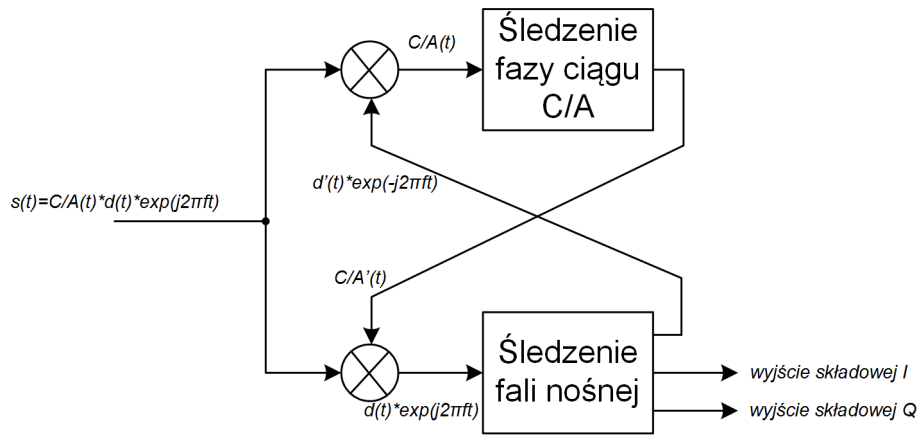 C/A(t)
Śledzenie
fazy ciągu
C/A
d'(t)*exp(-j2πft)
s(t)=C/A(t)*d(t)*exp(j2πft)
C/A'(t)
Śledzenie
fali nośnej
d(t)*exp(j2πft)
wyjście składowej I
wyjście składowej Q